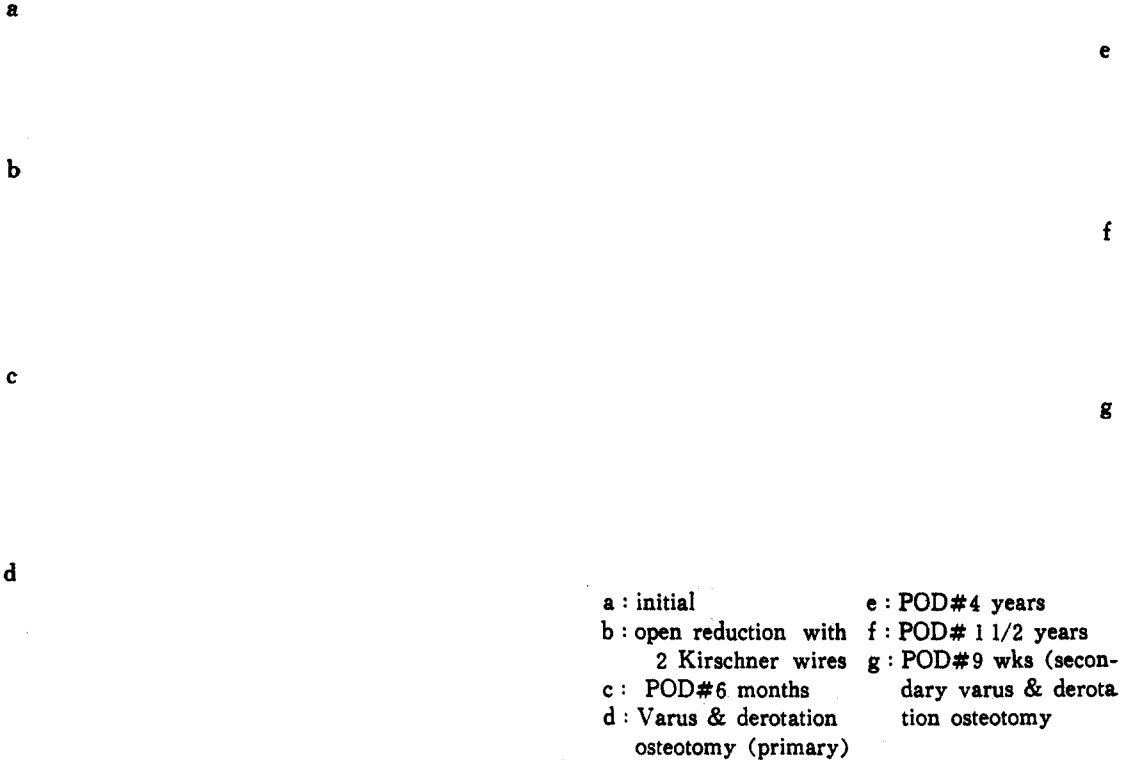 a
b
c
d
e
f
g
a : initial
b : open reduction with
2 Kirschner wires
c : POD#6 months
d : Varus & derotation
osteotomy (primary)
e : POD#4 years
f : POD# 1 1/2 years
g : POD#9 wks (secon-
dary varus & derota
tion osteotomy